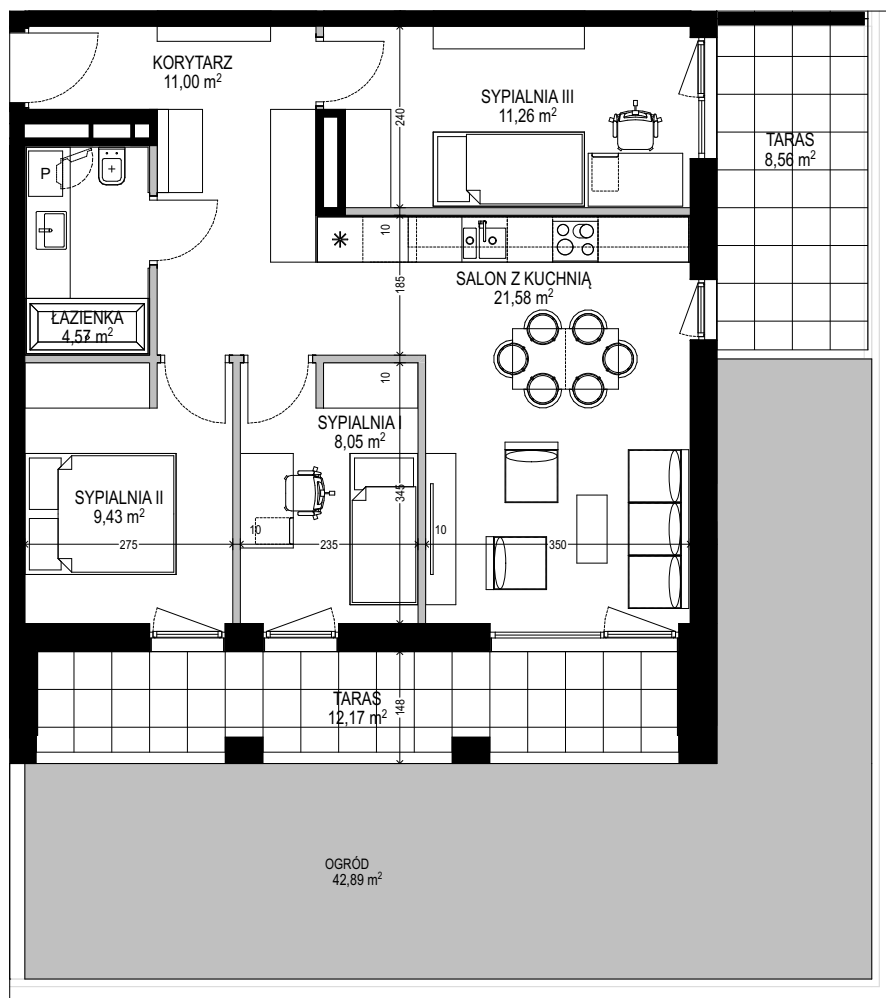 KORYTARZ
11,00 m²
SYPIALNIA III
11,26 m²
240
TARAS
8,56 m²
P
10
SALON Z KUCHNIĄ
21,58 m²
185
ŁAZIENKA
4,57 m²
10
SYPIALNIA I
8,05 m²
SYPIALNIA II
9,43 m²
345
10
10
275
235
350
TARAS
12,17 m²
148
OGRÓD
42,89 m²